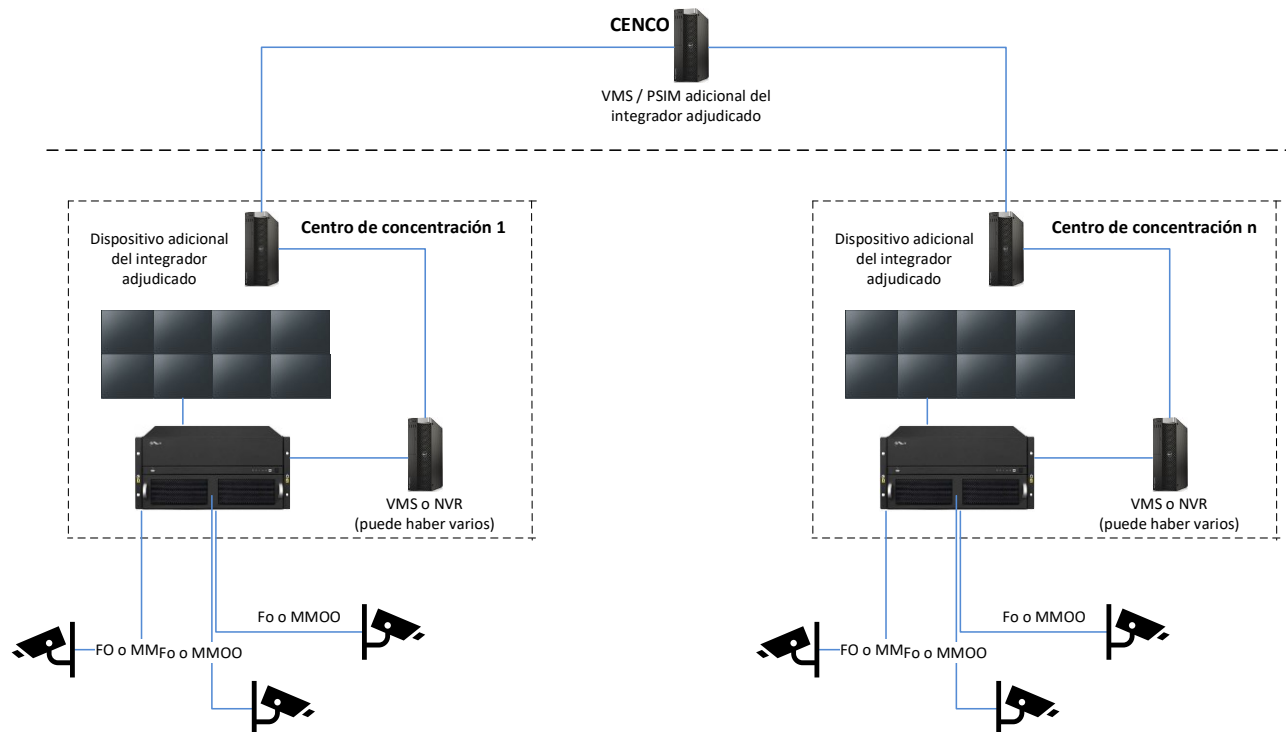 CENCO
VMS / PSIM adicional del
integrador adjudicado
Centro de concentración 1
Dispositivo adicional
del integrador
adjudicado
VMS o NVR
(puede haber varios)
Fo o MMOO
FO o MM
Fo o MMOO
Centro de concentración n
Dispositivo adicional
del integrador
adjudicado
VMS o NVR
(puede haber varios)
Fo o MMOO
FO o MM
Fo o MMOO